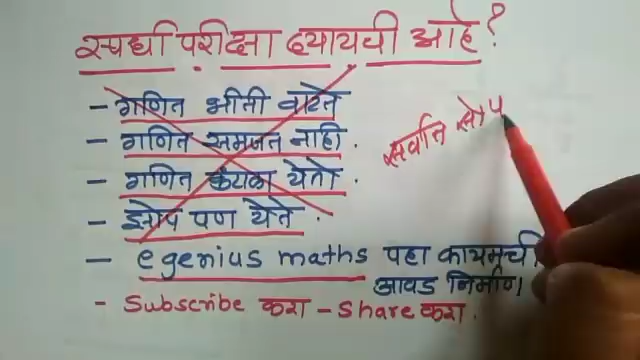 स्पर्धा परीक्षा द्यायची आहे?
- गणित भीती वाटते
- गणित समजत नाही.
- गणित कंटाळा येतो
- झोप पण येते.
सर्वात सोप
- egenius maths पहा कायमची
आवड निर्माण
- Subscribe करा - Share करा.